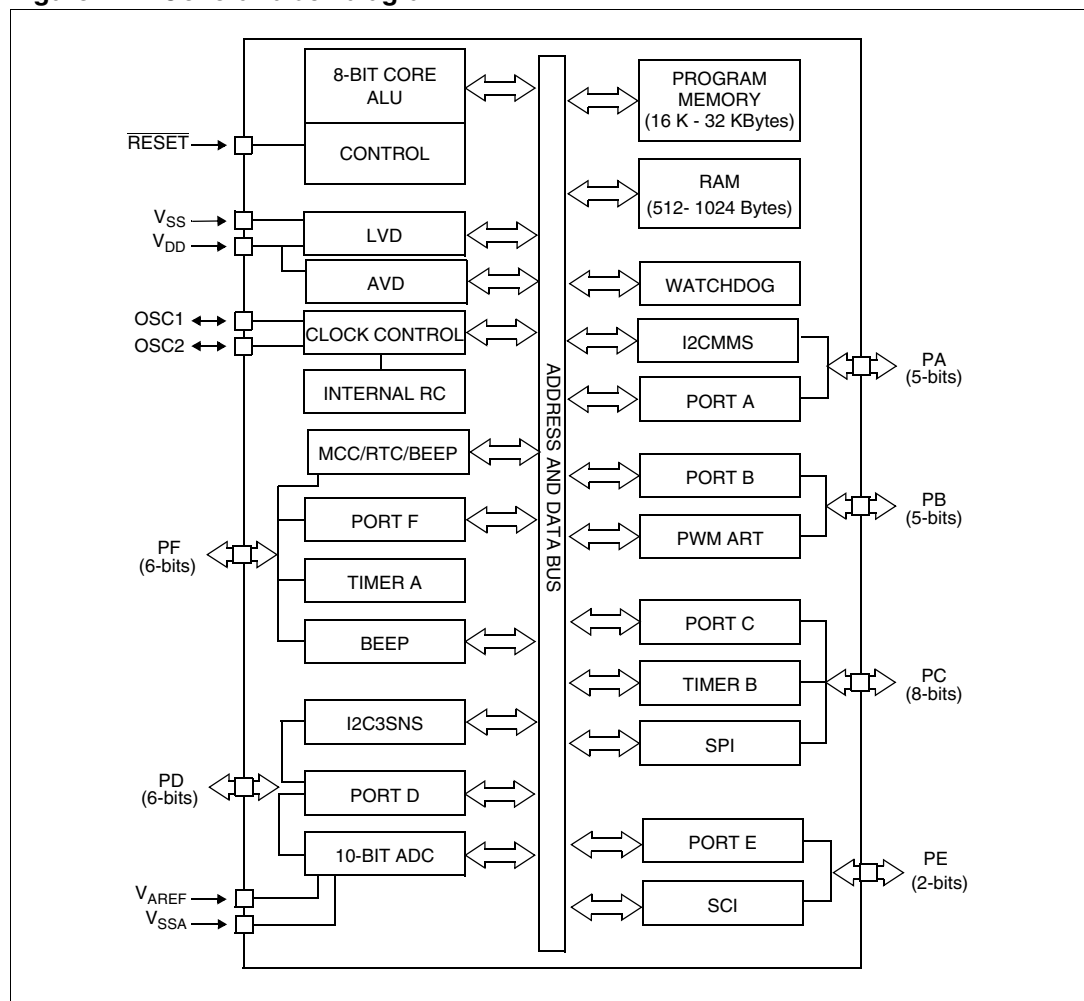 8-BIT CORE
ALU
CONTROL
RESET
VSS
VDD
LVD
AVD
OSC1
OSC2
CLOCK CONTROL
INTERNAL RC
MCC/RTC/BEEP
PORT F
PF
(6-bits)
TIMER A
BEEP
I2C3SNS
PD
(6-bits)
PORT D
10-BIT ADC
VAREF
VSSA
ADDRESS AND DATA BUS
PROGRAM
MEMORY
(16 K - 32 KBytes)
RAM
(512- 1024 Bytes)
WATCHDOG
I2CMMS
PORT A
PA
(5-bits)
PORT B
PWM ART
PB
(5-bits)
PORT C
TIMER B
SPI
PC
(8-bits)
PORT E
SCI
PE
(2-bits)